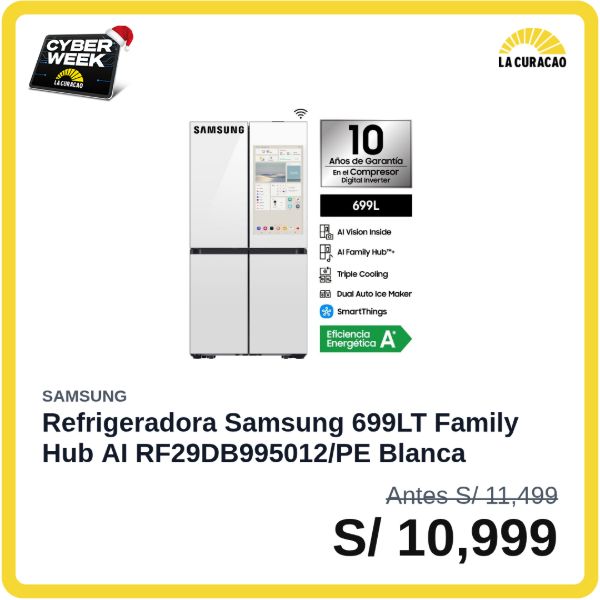 CYBER
WEEK
LA CURACAO
LA CURACAO
SAMSUNG
10
Años de Garantía
En el Compresor
Digital Inverter
699L
AI Vision Inside
AI Family Hub™+
Triple Cooling
Dual Auto Ice Maker
SmartThings
Eficiencia
Energética A*
SAMSUNG
Refrigeradora Samsung 699LT Family
Hub AI RF29DB995012/PE Blanca
Antes S/ 11,499
S/ 10,999